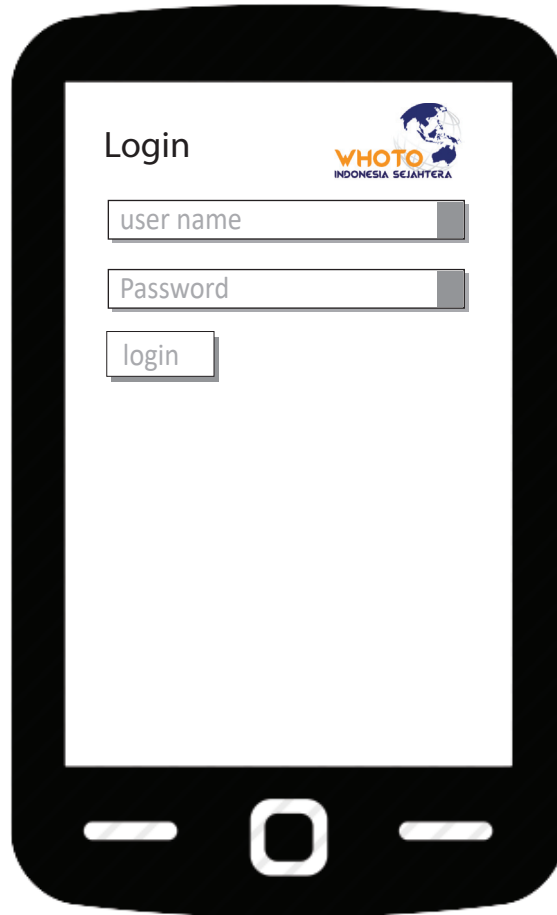 Login
WHOTO
INDONESIA SEJAHTERA
user name
Password
login